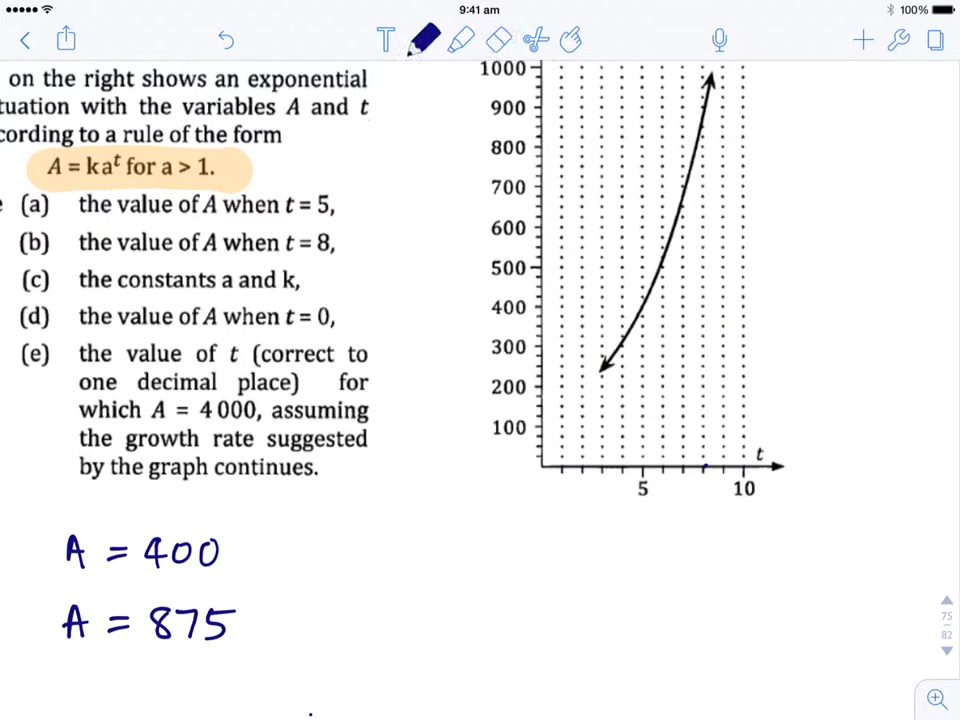 9:41 am
100%
T
on the right shows an exponential
tuation with the variables A and t
cording to a rule of the form
A = kaᵗ for a > 1.
e (a) the value of A when t = 5,
(b) the value of A when t = 8,
(c) the constants a and k,
(d) the value of A when t = 0,
(e) the value of t (correct to
one decimal place) for
which A = 4 000, assuming
the growth rate suggested
by the graph continues.
1000
900
800
700
600
500
400
300
200
100
t
5 10
A = 400
A = 875
75
82